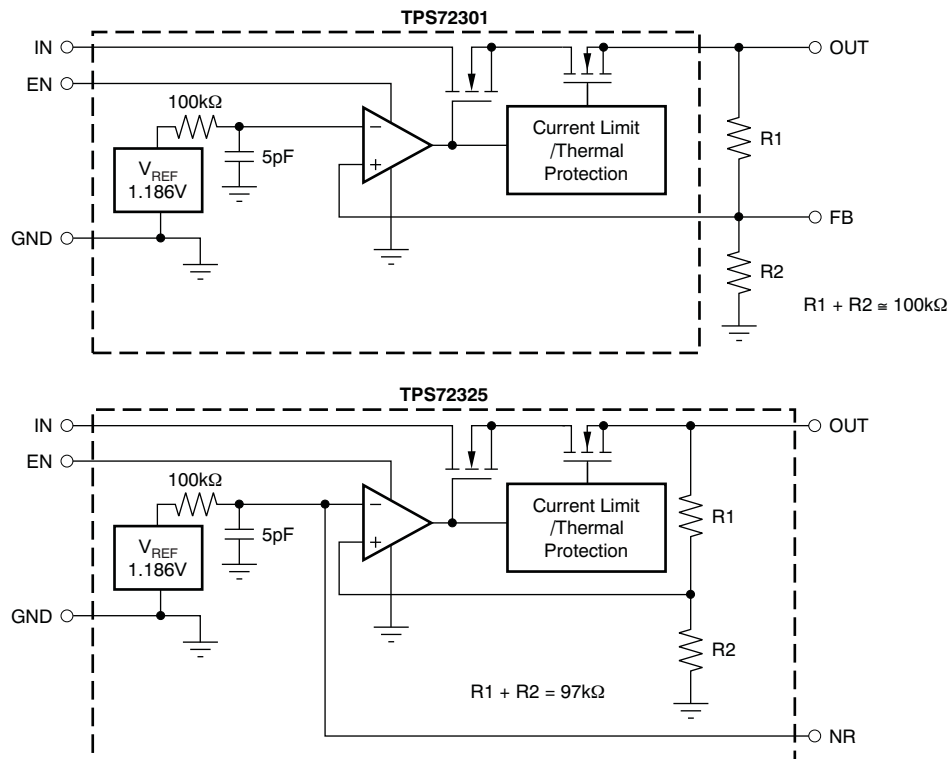 TPS72301
IN
OUT
EN
100kΩ
5pF
−
+
Current Limit
/Thermal
Protection
R1
VREF
1.186V
FB
GND
R2
R1 + R2 ≅ 100kΩ
TPS72325
IN
OUT
EN
100kΩ
5pF
−
+
Current Limit
/Thermal
Protection
R1
VREF
1.186V
GND
R2
R1 + R2 = 97kΩ
NR